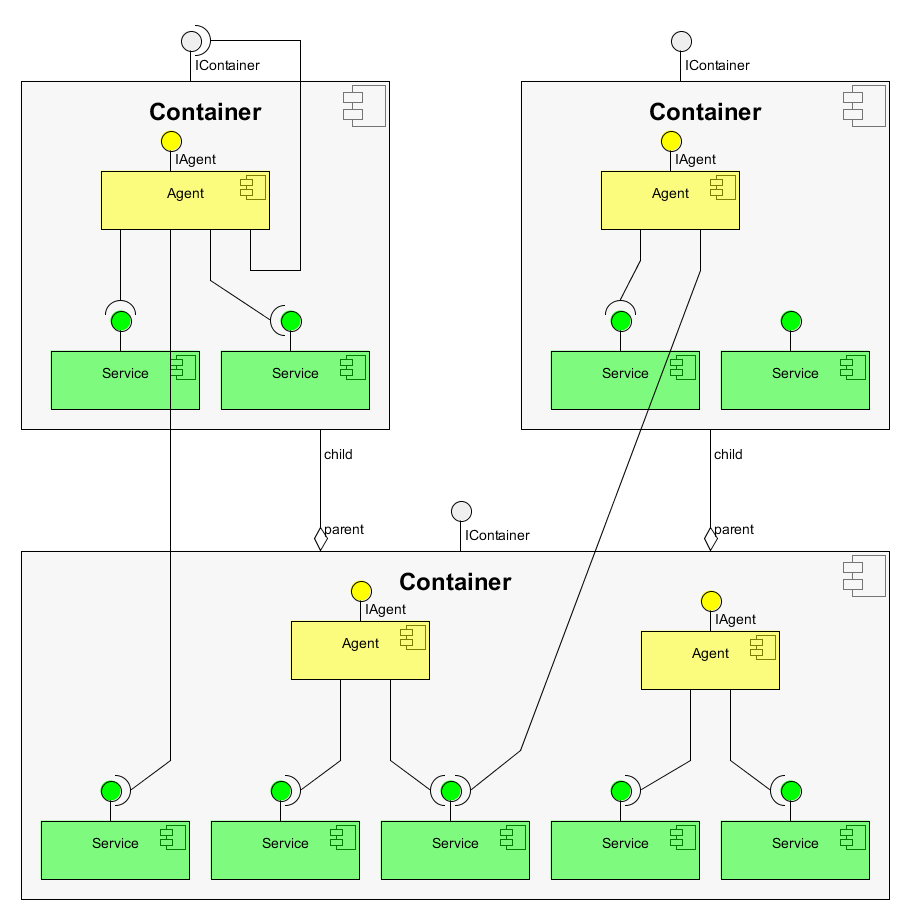 IContainer
Container
IAgent
Agent
Service
Service
IContainer
Container
IAgent
Agent
Service
Service
child
parent
child
parent
IContainer
Container
IAgent
Agent
IAgent
Agent
Service
Service
Service
Service
Service